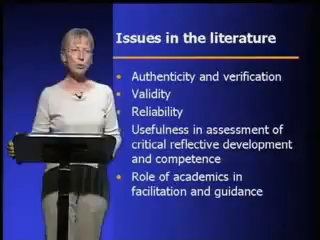 Issues in the literature
Authenticity and verification
Validity
Reliability
Usefulness in assessment of
critical reflective development
and competence
Role of academics in
facilitation and guidance